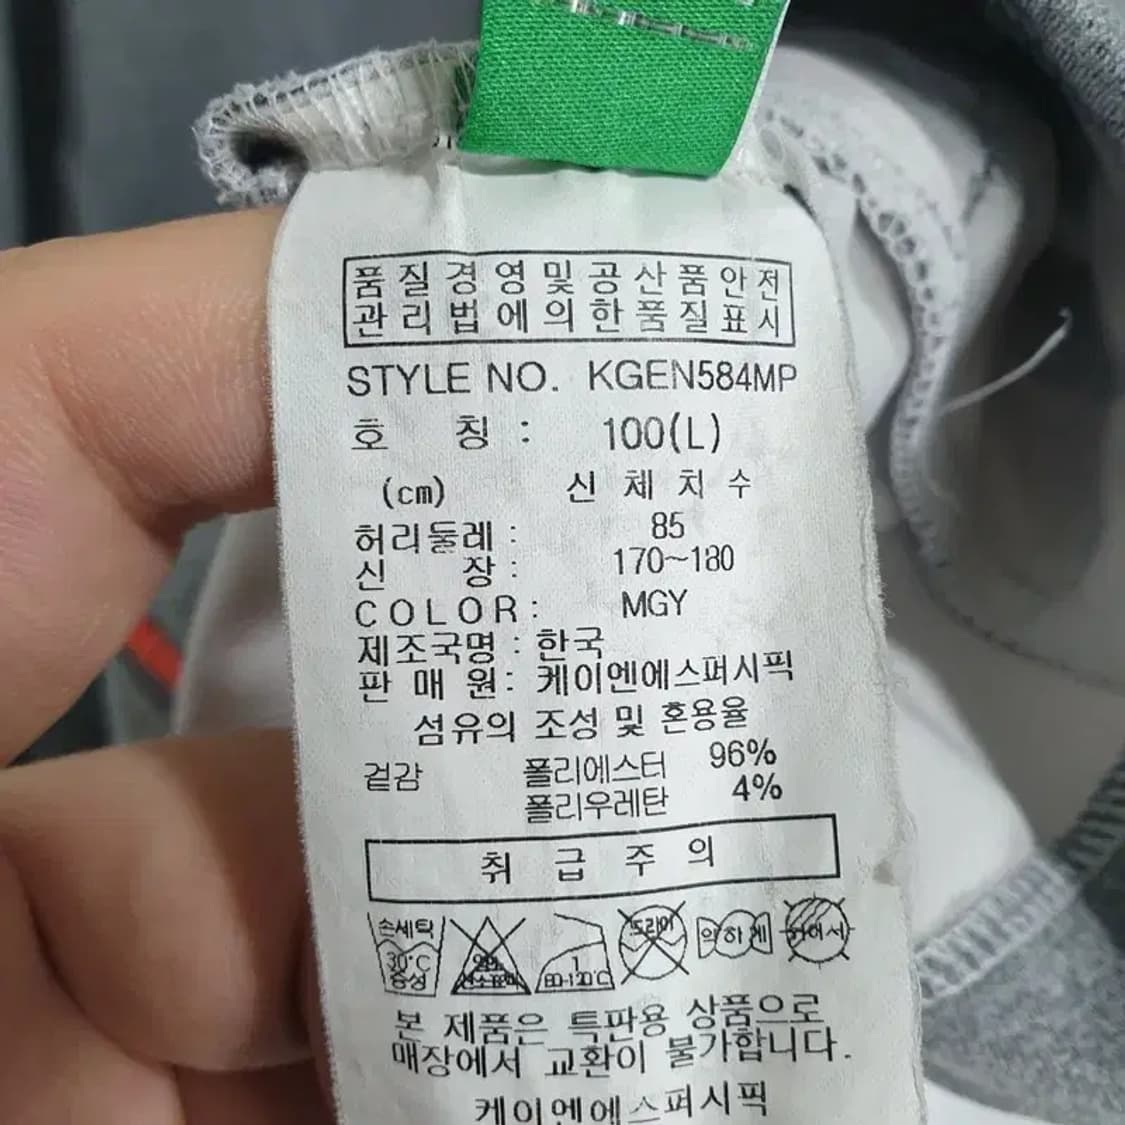 품질경영및공산품안전
관리법에의한품질표시
STYLE NO. KGEN584MP
호 칭 : 100(L)
(cm) 신체치수
허리둘레 : 85
신 장 : 170~180
COLOR : MGY
제조국명 : 한국
판 매 원 : 케이엔에스퍼시픽
섬유의 조성 및 혼용율
겉감 폴리에스터 96%
폴리우레탄 4%
취 급 주 의
손세탁 드라이 약하게
30°C 1
중성 80-120°C
본 제품은 특판용 상품으로
매장에서 교환이 불가합니다.
케이엔에스퍼시픽